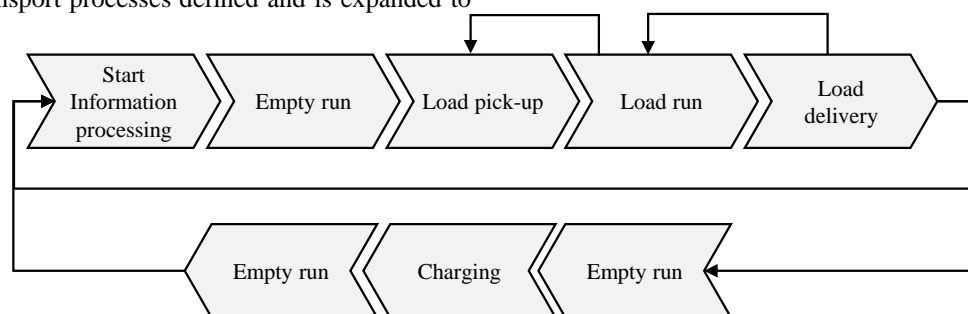 nsport processes defined and is expanded to
Start
Information
processing
Empty run
Load pick-up
Load run
Load
delivery
Empty run
Charging
Empty run